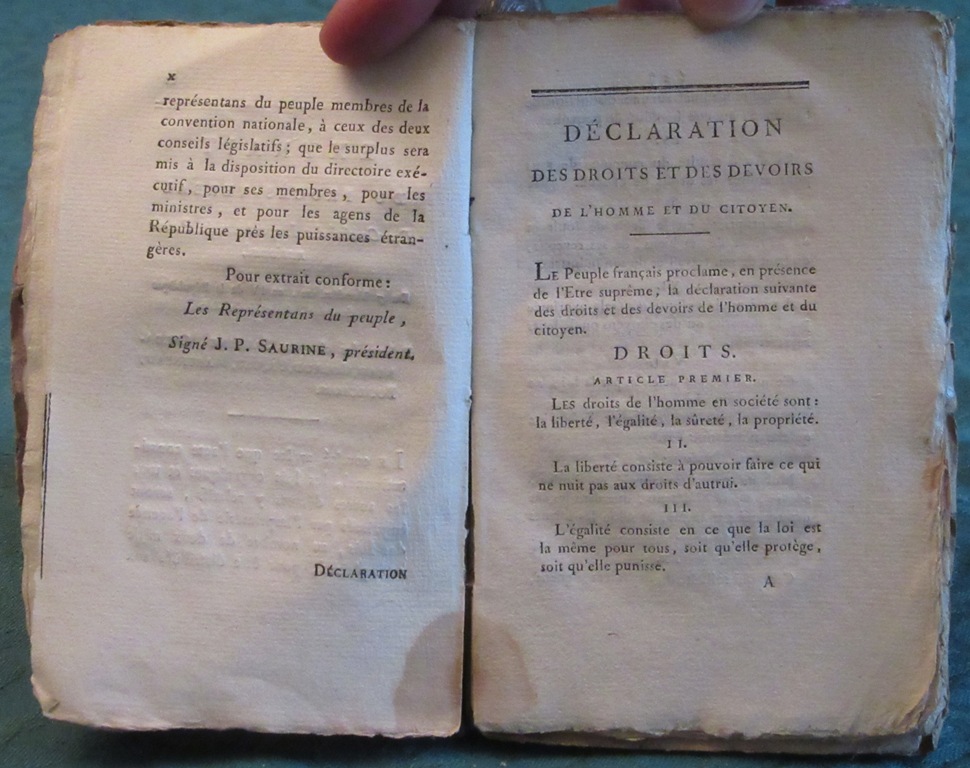 x
représentans du peuple membres de la
convention nationale, à ceux des deux
conseils législatifs; que le surplus sera
mis à la disposition du directoire exé-
cutif, pour ses membres, pour les
ministres, et pour les agens de la
République près les puissances étran-
gères.
Pour extrait conforme:
Les Représentans du peuple,
Signé J. P. SAURINE, président.
DÉCLARATION
DÉCLARATION
DES DROITS ET DES DEVOIRS
DE L'HOMME ET DU CITOYEN.
LE Peuple français proclame, en présence
de l'Etre suprême; la déclaration suivante
des droits et des devoirs de l'homme et du
citoyen.
DROITS.
ARTICLE PREMIER.
LES droits de l'homme en société sont:
la liberté, l'égalité, la sûreté, la propriété.
II.
La liberté consiste à pouvoir faire ce qui
ne nuit pas aux droits d'autrui.
III.
L'égalité consiste en ce que la loi est
la même pour tous, soit qu'elle protège,
soit qu'elle punisse.
A